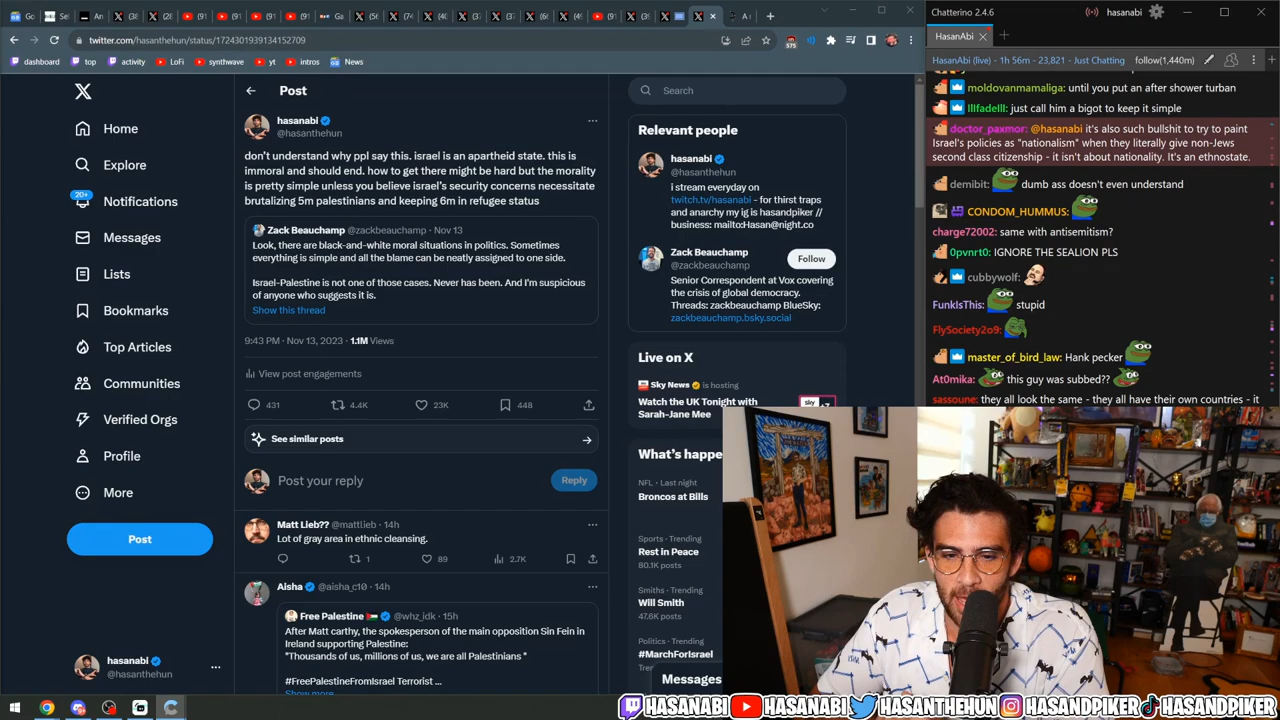 Chatterino 2.4.6
hasanabi
twitter.com/hasanthehun/status/1724301939134152709
dashboard
top
activity
LoFi
synthwave
yt
intros
News
HasanAbi
HasanAbi (live) - 1h 56m - 23,821 - Just Chatting
follow(1,440m)
Home
Explore
20+
Notifications
Messages
Lists
Bookmarks
Top Articles
Communities
Verified Orgs
Profile
More
Post
hasanabi
@hasanthehun
Post
hasanabi
@hasanthehun
don't understand why ppl say this. israel is an apartheid state. this is
immoral and should end. how to get there might be hard but the morality
is pretty simple unless you believe israel's security concerns necessitate
brutalizing 5m palestinians and keeping 6m in refugee status
Zack Beauchamp @zackbeauchamp · Nov 13
Look, there are black-and-white moral situations in politics. Sometimes
everything is simple and all the blame can be neatly assigned to one side.
Israel-Palestine is not one of those cases. Never has been. And I'm suspicious
of anyone who suggests it is.
Show this thread
9:43 PM · Nov 13, 2023 · 1.1M Views
View post engagements
431
4.4K
23K
448
See similar posts
Post your reply
Reply
Matt Lieb?? @mattlieb · 14h
Lot of gray area in ethnic cleansing.
1
89
2.7K
Aisha @aisha_c10 · 14h
Free Palestine @whz_idk · 15h
After Matt carthy, the spokesperson of the main opposition Sin Fein in
Ireland supporting Palestine:
"Thousands of us, millions of us, we are all Palestinians "
#FreePalestineFromIsrael Terrorist ...
Show more
Search
Relevant people
hasanabi
@hasanthehun
i stream everyday on
twitch.tv/hasanabi - for thirst traps
and anarchy my ig is hasandpiker //
business: mailto:Hasan@night.co
Zack Beauchamp
@zackbeauchamp
Follow
Senior Correspondent at Vox covering
the crisis of global democracy.
Threads: zackbeauchamp BlueSky:
zackbeauchamp.bsky.social
Live on X
Sky News is hosting
Watch the UK Tonight with
Sarah-Jane Mee
What's happe
NFL · Last night
Broncos at Bills
Sports · Trending
Rest in Peace
80.1K posts
Smiths · Trending
Will Smith
47.6K posts
Politics · Trending
#MarchForIsrael
Messages
moldovanmamaliga: until you put an after shower
turban
lllfadelll: just call him a bigot to keep it simple
doctor_paxmor: @hasanabi it's also such bullshit to try to paint
Israel's policies as "nationalism" when they literally give non-Jews
second class citizenship - it isn't about nationality. It's an ethnostate.
demibit: dumb ass doesn't even understand
CONDOM_HUMMUS:
charge72002: same with antisemitism?
0pvnrt0: IGNORE THE SEALION PLS
cubbywolf:
FunkIsThis: stupid
FlySociety2o9:
master_of_bird_law: Hank pecker
At0mika: this guy was subbed??
sassoune: they all look the same - they all have their own countries - it
HASANABI
HASANABI
HASANTHEHUN
HASANDPIKER
HASANDPIKER